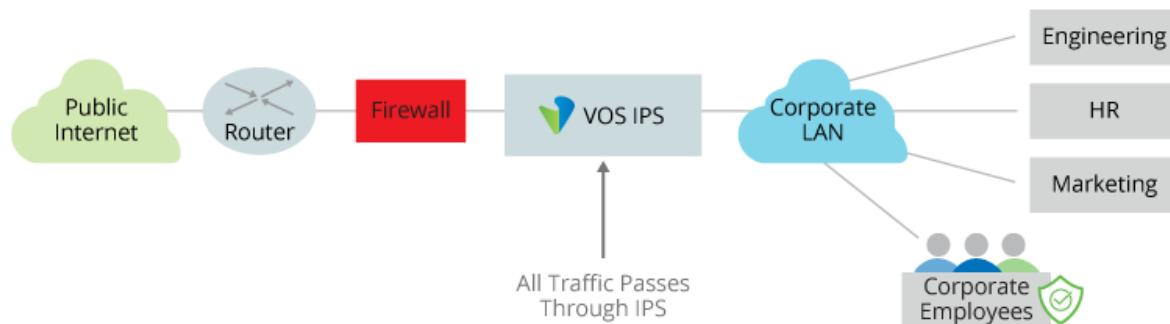 Public
Internet
Router
Firewall
VOS IPS
Corporate
LAN
Engineering
HR
Marketing
Corporate
Employees
All Traffic Passes
Through IPS